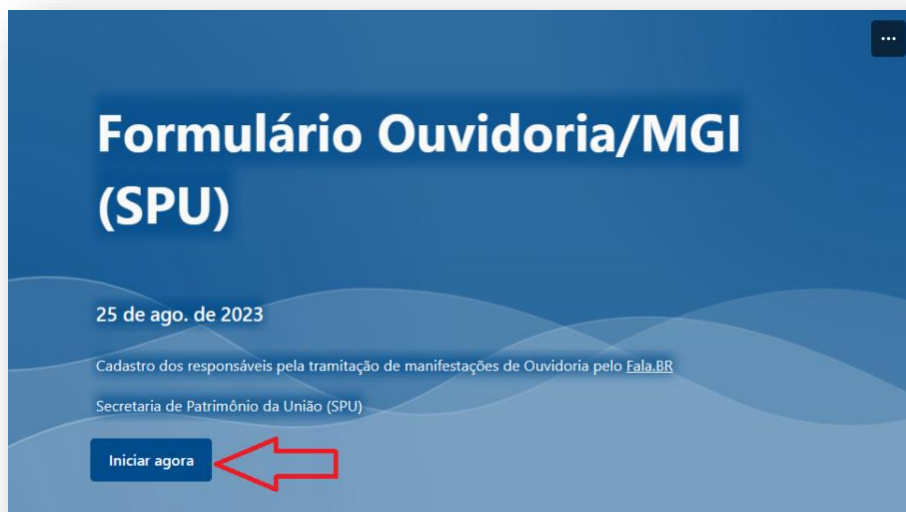 Formulário Ouvidoria/MGI
(SPU)
25 de ago. de 2023
Cadastro dos responsáveis pela tramitação de manifestações de Ouvidoria pelo Fala.BR
Secretaria de Patrimônio da União (SPU)
Iniciar agora